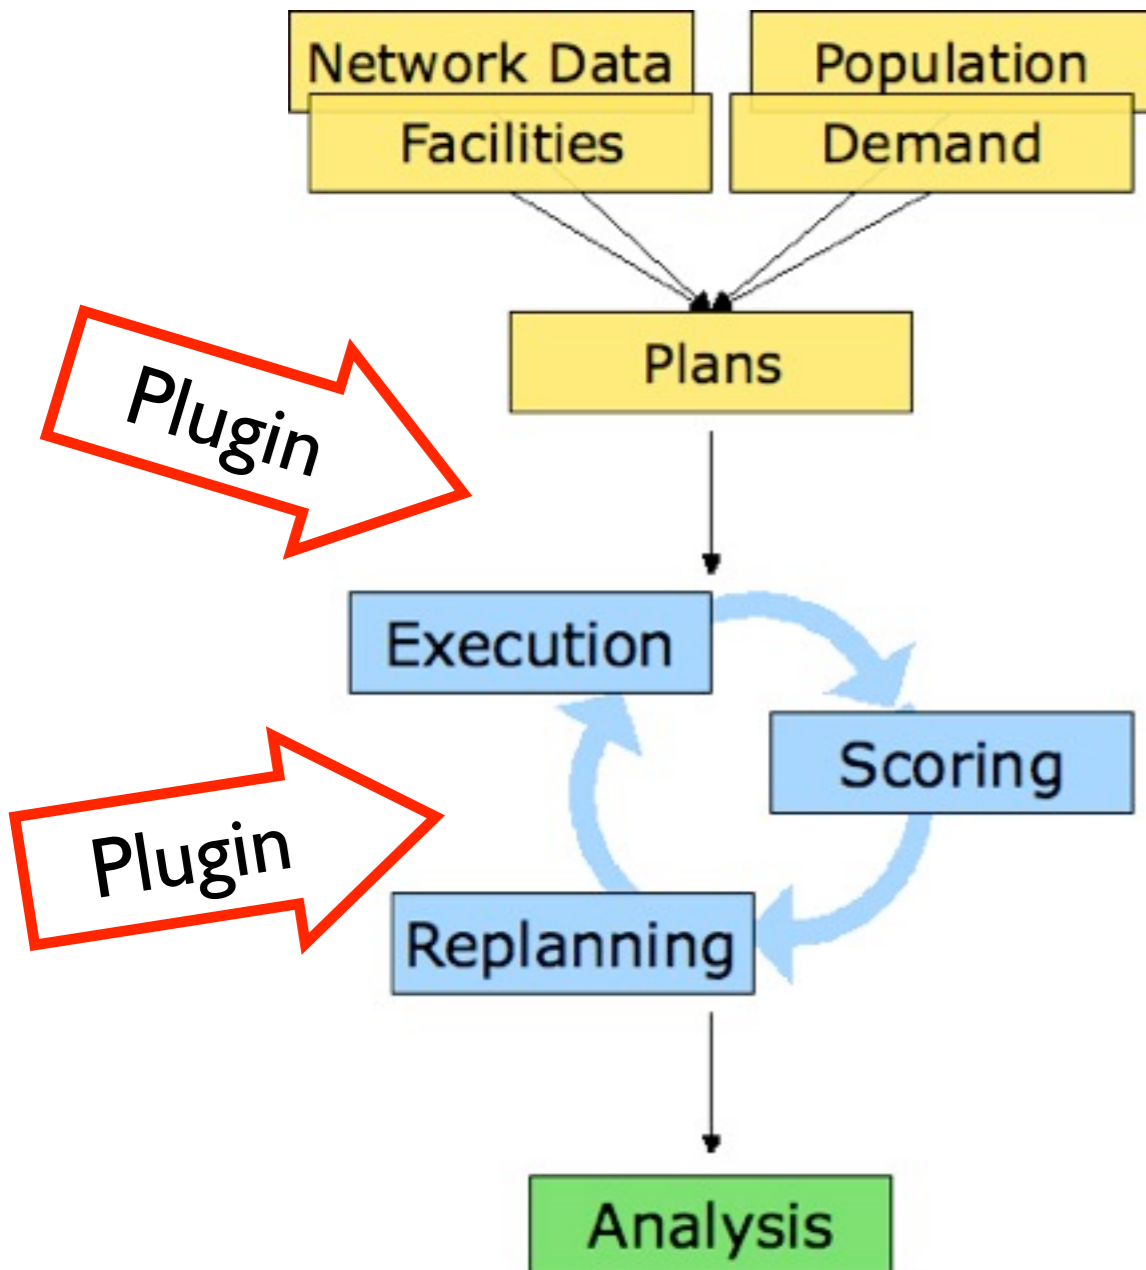 Network Data
Population
Facilities
Demand
Plans
Plugin
Execution
Scoring
Plugin
Replanning
Analysis